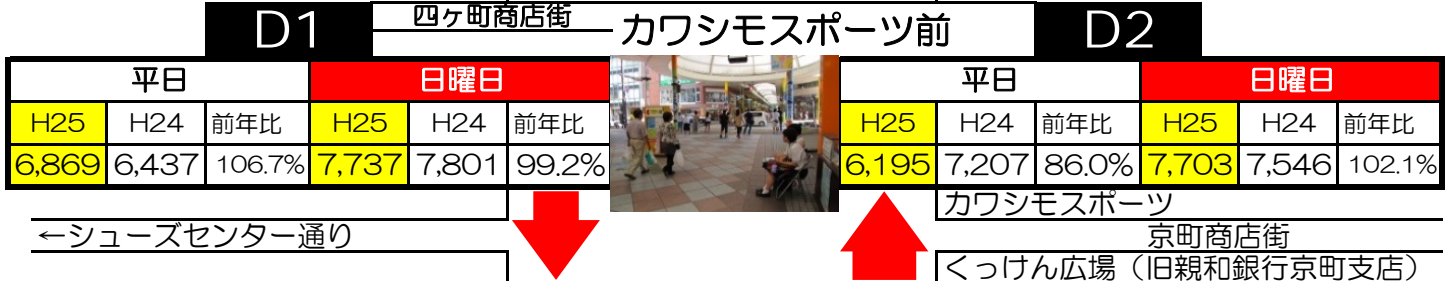 D1 四ヶ町商店街 カワシモスポーツ前 D2
平日 日曜日 平日 日曜日
H25 H24 前年比 H25 H24 前年比 H25 H24 前年比 H25 H24 前年比
6,869 6,437 106.7% 7,737 7,801 99.2% 6,195 7,207 86.0% 7,703 7,546 102.1%
カワシモスポーツ
←シューズセンター通り 京町商店街
くっけん広場（旧親和銀行京町支店）